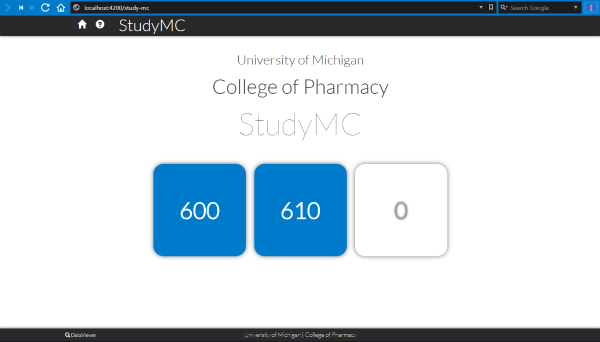 localhost:4200/study-mc
Search Google
StudyMC
University of Michigan
College of Pharmacy
StudyMC
600
610
0
DataViewer
University of Michigan | College of Pharmacy